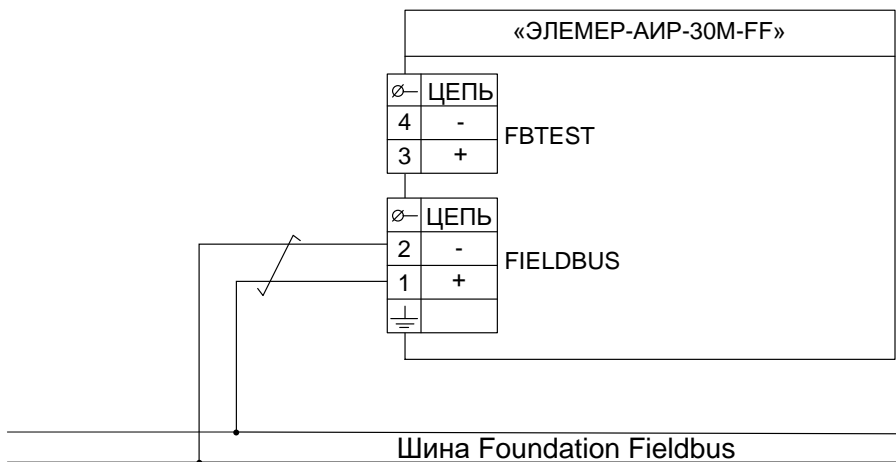 «ЭЛЕМЕР-АИР-30М-FF»
ЦЕПЬ
4 -
3 +
FBTEST
ЦЕПЬ
2 -
1 +
FIELDBUS
Шина Foundation Fieldbus